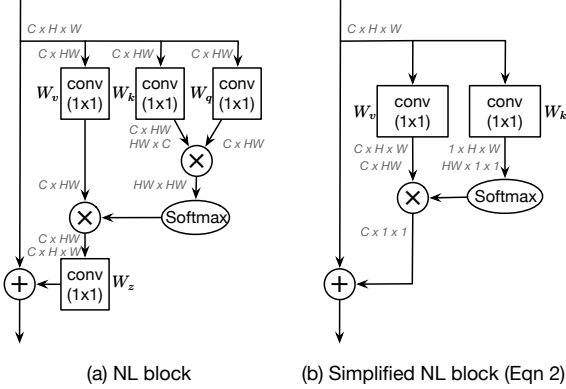 C x H x W
C x HW
C x HW
C x HW
W_v
conv
(1x1)
W_k
conv
(1x1)
W_q
conv
(1x1)
C x HW
HW x C
C x HW
×
HW x HW
C x HW
×
Softmax
C x HW
C x H x W
+
conv
(1x1)
W_z
(a) NL block
C x H x W
W_v
conv
(1x1)
conv
(1x1)
W_k
C x H x W
C x HW
1 x H x W
HW x 1 x 1
×
Softmax
C x 1 x 1
+
(b) Simplified NL block (Eqn 2)